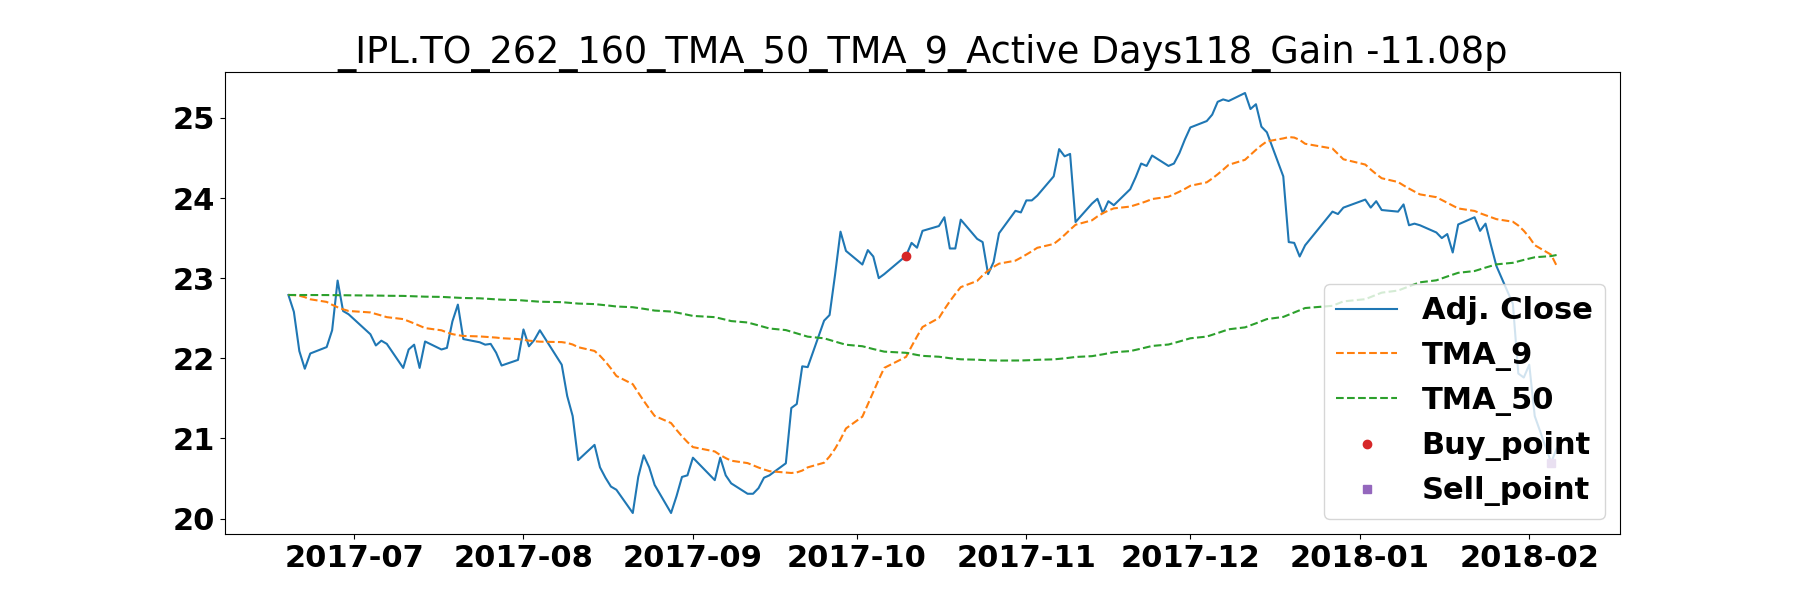 _IPL.TO_262_160_TMA_50_TMA_9_Active Days118_Gain -11.08p
25
24
23
22
21
20
Adj. Close
TMA_9
TMA_50
Buy_point
Sell_point
2017-07 2017-08 2017-09 2017-10 2017-11 2017-12 2018-01 2018-02